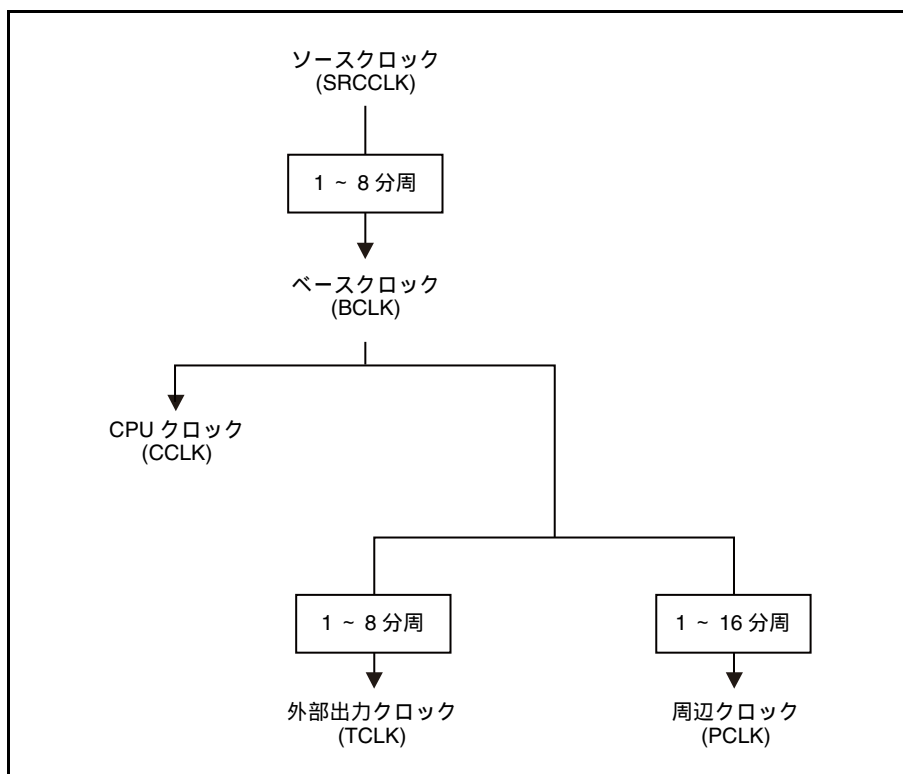 ソースクロック
(SRCCLK)
1 ~ 8 分周
ベースクロック
(BCLK)
CPU クロック
(CCLK)
1 ~ 8 分周
1 ~ 16 分周
外部出力クロック
(TCLK)
周辺クロック
(PCLK)